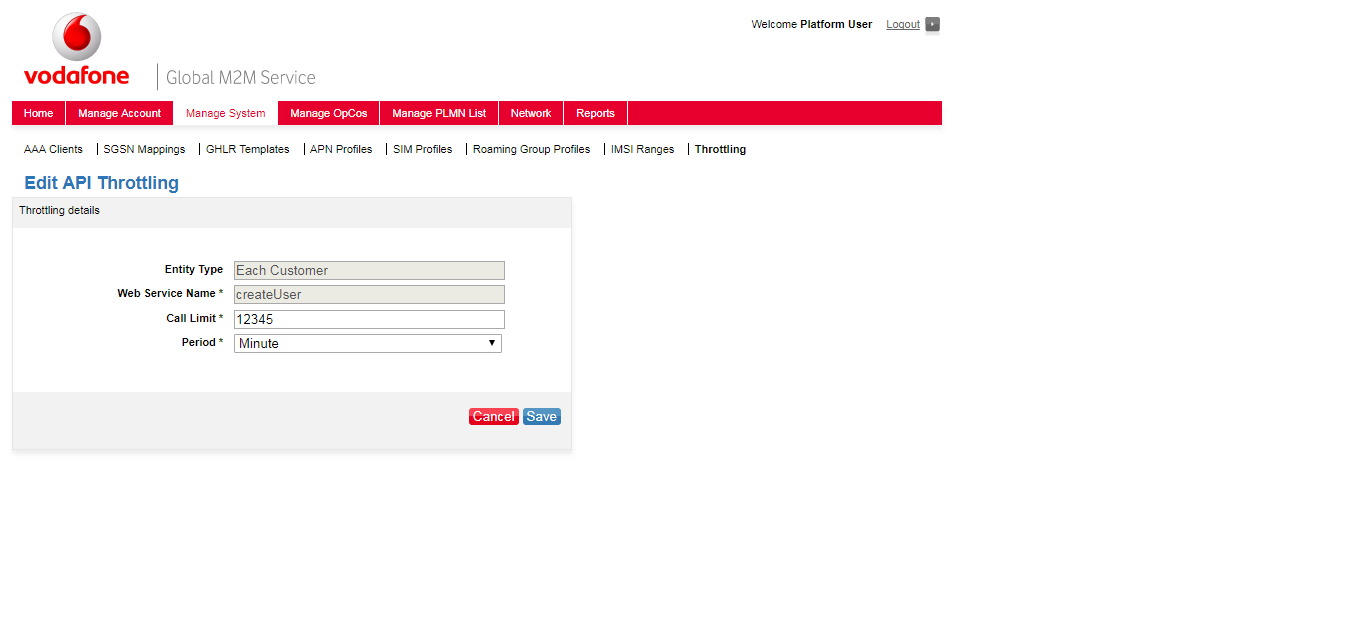 Welcome Platform User Logout
vodafone Global M2M Service
Home Manage Account Manage System Manage OpCos Manage PLMN List Network Reports
AAA Clients SGSN Mappings GHLR Templates APN Profiles SIM Profiles Roaming Group Profiles IMSI Ranges Throttling
Edit API Throttling
Throttling details
Entity Type Each Customer
Web Service Name * createUser
Call Limit * 12345
Period * Minute
Cancel Save